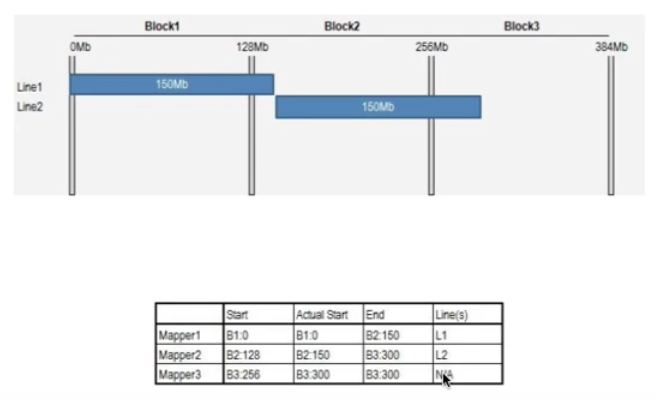 Block1 Block2 Block3
0Mb 128Mb 256Mb 384Mb
Line1 150Mb
Line2 150Mb
Start Actual Start End Line(s)
Mapper1 B1:0 B1:0 B2:150 L1
Mapper2 B2:128 B2:150 B3:300 L2
Mapper3 B3:256 B3:300 B3:300 N/A